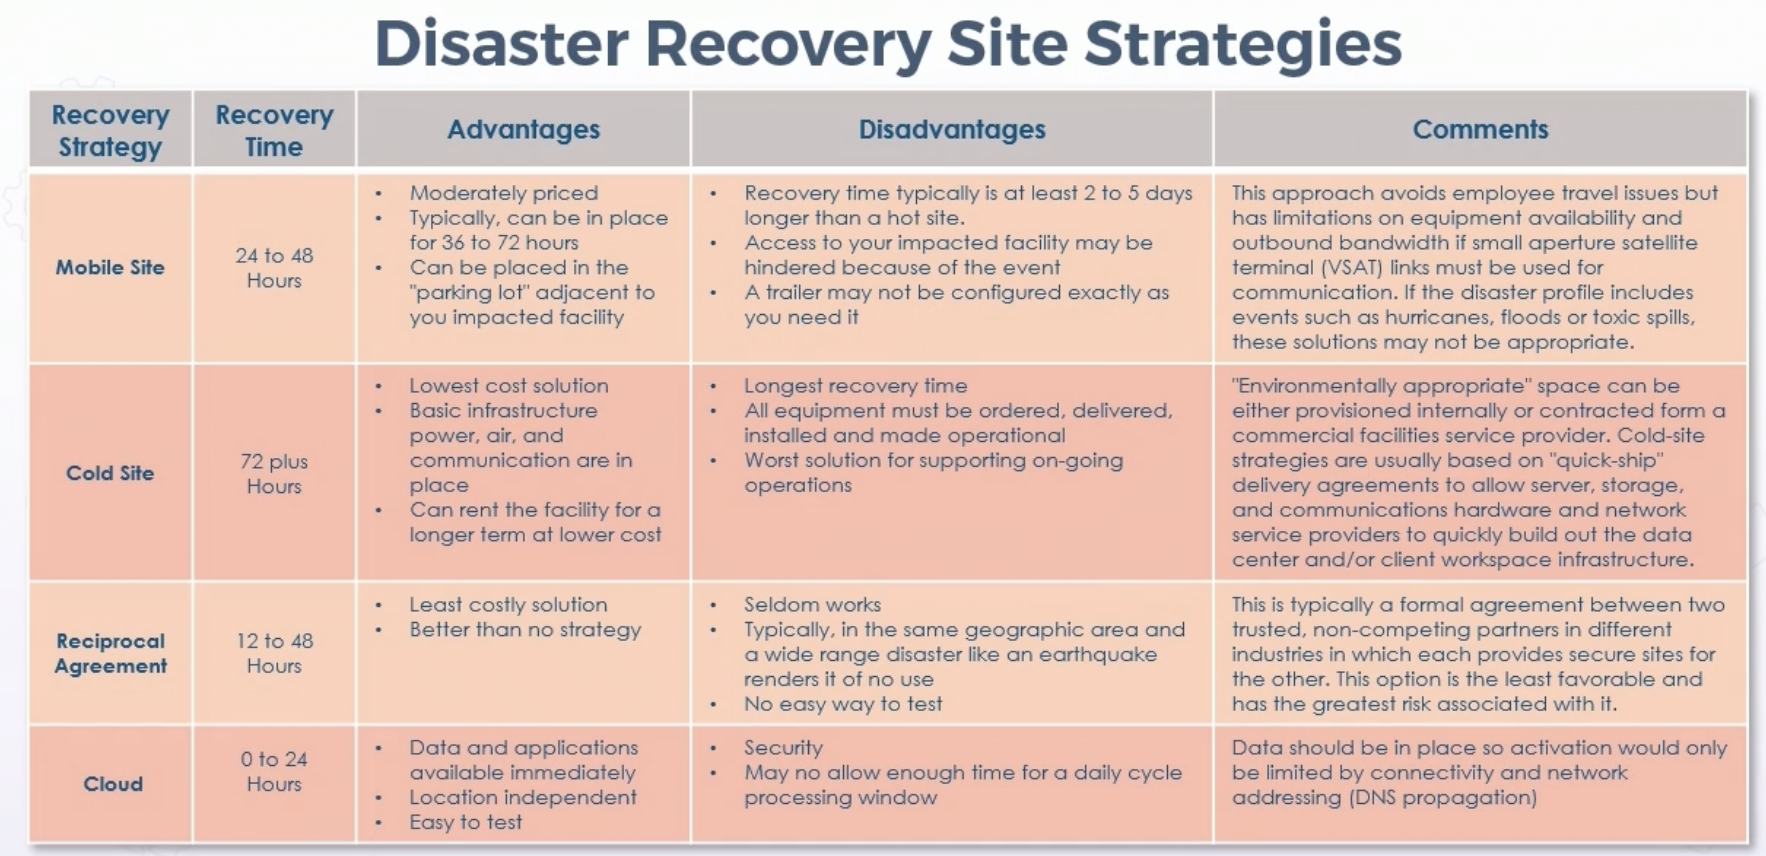 Disaster Recovery Site Strategies
Recovery
Strategy
Recovery
Time
Advantages
Disadvantages
Comments
Mobile Site
24 to 48
Hours
• Moderately priced
• Typically, can be in place
for 36 to 72 hours
• Can be placed in the
"parking lot" adjacent to
you impacted facility
• Recovery time typically is at least 2 to 5 days
longer than a hot site.
• Access to your impacted facility may be
hindered because of the event
• A trailer may not be configured exactly as
you need it
This approach avoids employee travel issues but
has limitations on equipment availability and
outbound bandwidth if small aperture satellite
terminal (VSAT) links must be used for
communication. If the disaster profile includes
events such as hurricanes, floods or toxic spills,
these solutions may not be appropriate.
Cold Site
72 plus
Hours
• Lowest cost solution
• Basic infrastructure
power, air, and
communication are in
place
• Can rent the facility for a
longer term at lower cost
• Longest recovery time
• All equipment must be ordered, delivered,
installed and made operational
• Worst solution for supporting on-going
operations
"Environmentally appropriate" space can be
either provisioned internally or contracted form a
commercial facilities service provider. Cold-site
strategies are usually based on "quick-ship"
delivery agreements to allow server, storage,
and communications hardware and network
service providers to quickly build out the data
center and/or client workspace infrastructure.
Reciprocal
Agreement
12 to 48
Hours
• Least costly solution
• Better than no strategy
• Seldom works
• Typically, in the same geographic area and
a wide range disaster like an earthquake
renders it of no use
• No easy way to test
This is typically a formal agreement between two
trusted, non-competing partners in different
industries in which each provides secure sites for
the other. This option is the least favorable and
has the greatest risk associated with it.
Cloud
0 to 24
Hours
• Data and applications
available immediately
• Location independent
• Easy to test
• Security
• May no allow enough time for a daily cycle
processing window
Data should be in place so activation would only
be limited by connectivity and network
addressing (DNS propagation)